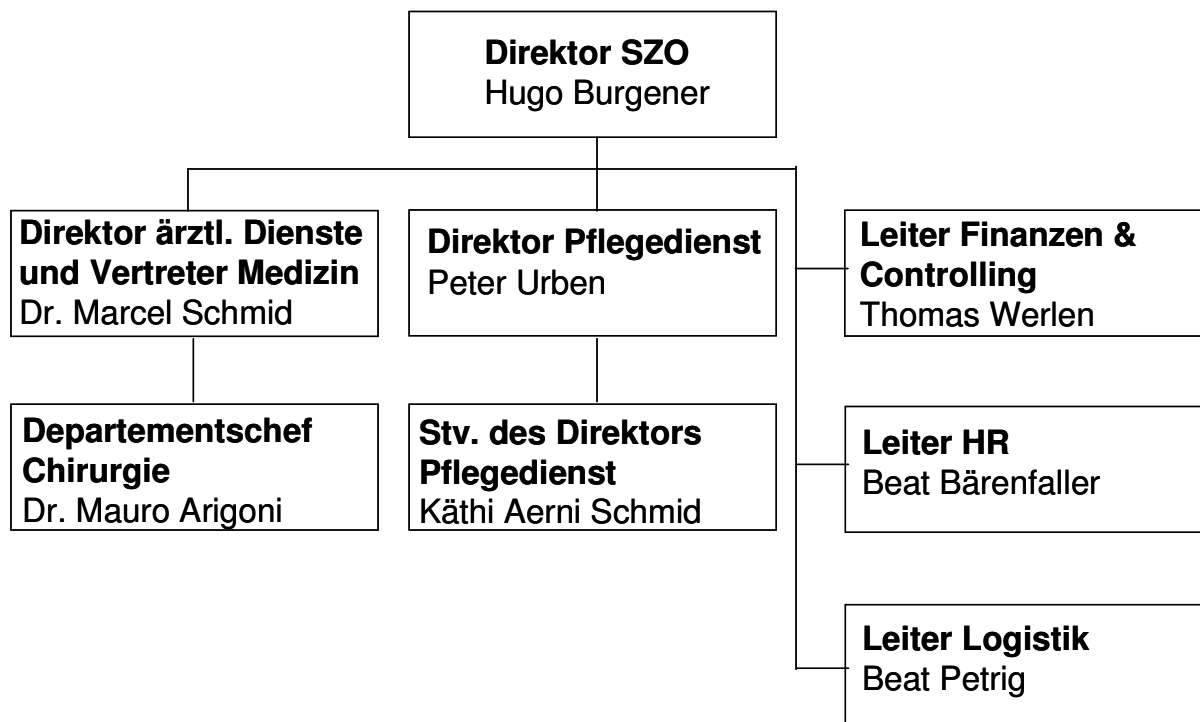 Direktor SZO
Hugo Burgener
Direktor ärztl. Dienste
und Vertreter Medizin
Dr. Marcel Schmid
Direktor Pflegedienst
Peter Urben
Leiter Finanzen &
Controlling
Thomas Werlen
Departementschef
Chirurgie
Dr. Mauro Arigoni
Stv. des Direktors
Pflegedienst
Käthi Aerni Schmid
Leiter HR
Beat Bärenfaller
Leiter Logistik
Beat Petrig